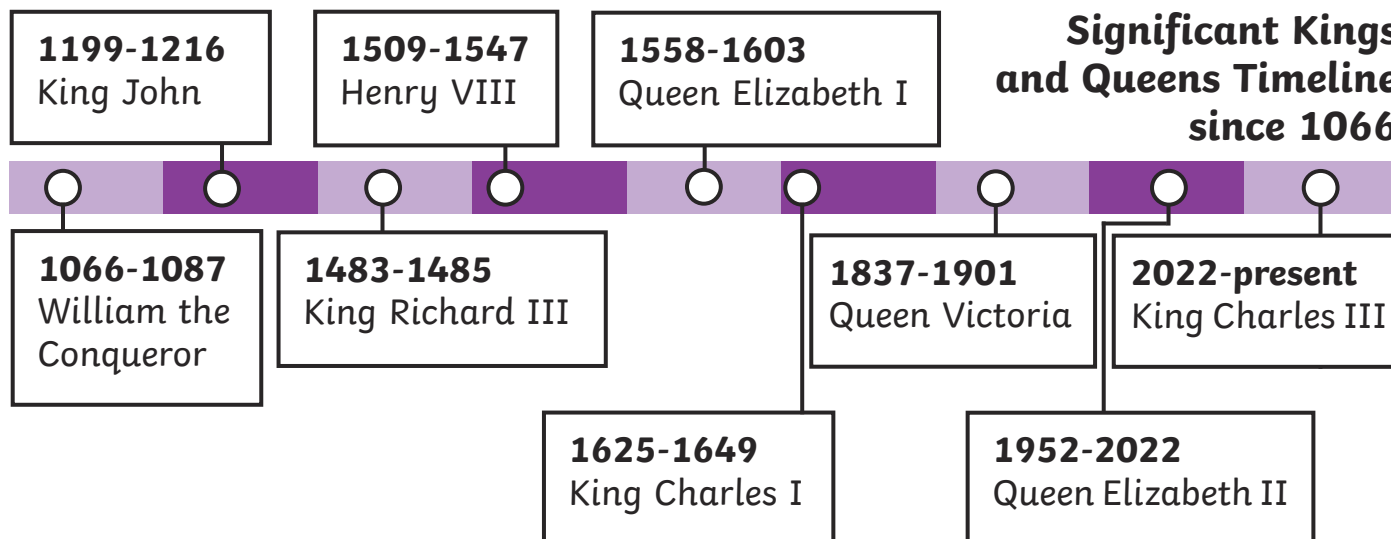 Significant Kings
and Queens Timeline
since 1066
1066-1087
William the
Conqueror
1199-1216
King John
1483-1485
King Richard III
1509-1547
Henry VIII
1558-1603
Queen Elizabeth I
1625-1649
King Charles I
1837-1901
Queen Victoria
1952-2022
Queen Elizabeth II
2022-present
King Charles III